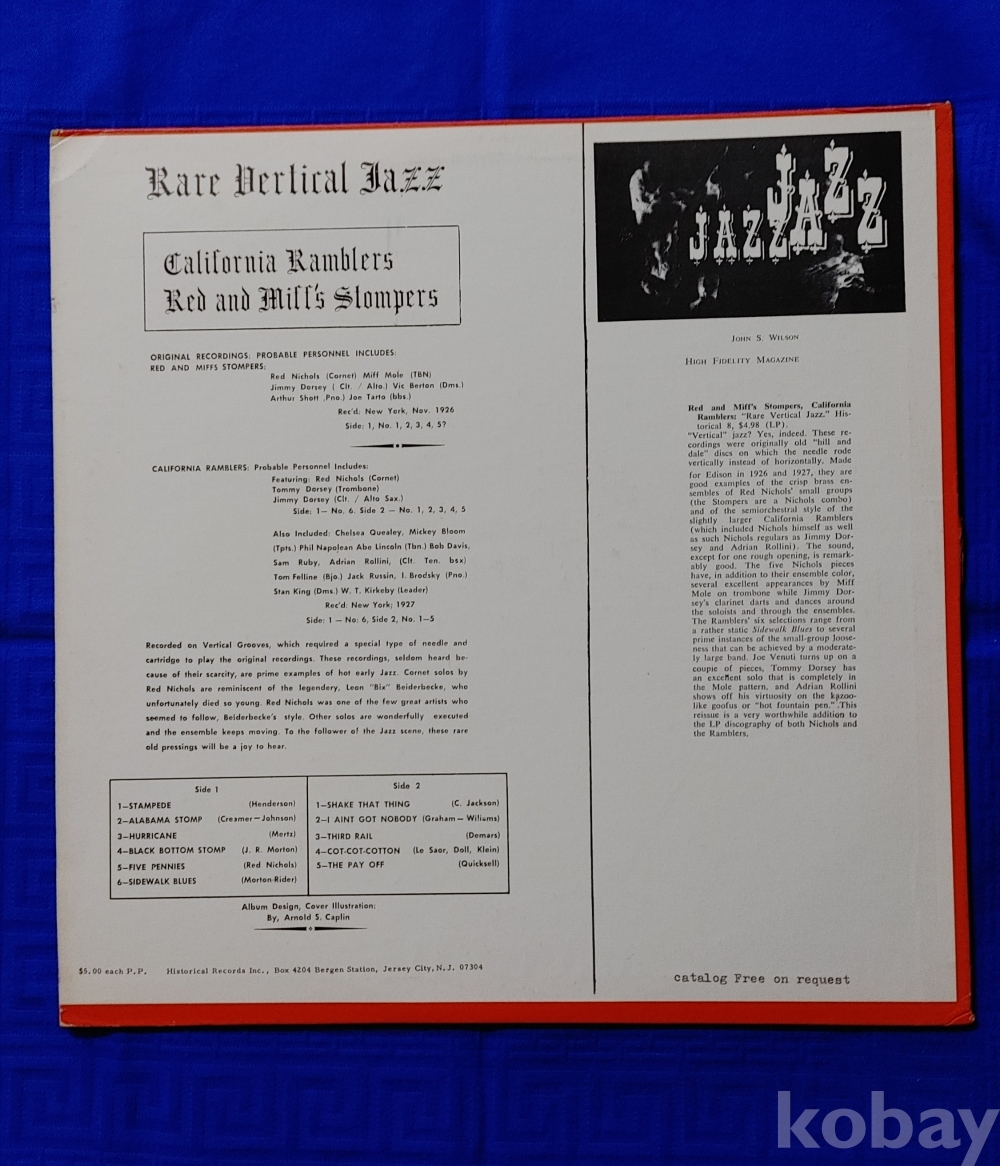 Rare Vertical Jazz
California Ramblers
Red and Miff's Stompers
ORIGINAL RECORDINGS: PROBABLE PERSONNEL INCLUDES:
RED AND MIFFS STOMPERS:
Red Nichols (Cornet) Miff Mole (TBN)
Jimmy Dorsey ( Clt. / Alto.) Vic Berton (Dms.)
Arthur Shott ,Pno.) Joe Tarto (bbs.)
Rec'd: New York, Nov. 1926
Side: 1, No. 1, 2, 3, 4, 5?
CALIFORNIA RAMBLERS: Probable Personnel Includes:
Featuring: Red Nichols (Cornet)
Tommy Dorsey (Trombone)
Jimmy Dorsey (Clt. / Alto Sax.)
Side: 1— No. 6. Side 2 — No. 1, 2, 3, 4, 5
Also Included: Chelsea Quealey, Mickey Bloom
(Tpts.) Phil Napolean Abe Lincoln (Tbn.) Bob Davis,
Sam Ruby, Adrian Rollini, (Clt. Ten. bsx)
Tom Felline (Bjo.) Jack Russin, I. Brodsky (Pno.)
Stan King (Dms.) W. T. Kirkeby (Leader)
Rec'd: New York; 1927
Side: 1 — No: 6, Side 2, No. 1—5
Recorded on Vertical Grooves, which required a special type of needle and
cartridge to play the original recordings. These recordings, seldom heard be-
cause of their scarcity, are prime examples of hot early Jazz. Cornet solos by
Red Nichols are reminiscent of the legendery, Leon "Bix" Beiderbecke, who
unfortunately died so young. Red Nichols was one of the few great artists who
seemed to follow, Beiderbecke's style. Other solos are wonderfully executed
and the ensemble keeps moving. To the follower of the Jazz scene, these rare
old pressings will be a joy to hear.
Side 1
1—STAMPEDE (Henderson)
2—ALABAMA STOMP (Creamer—Johnson)
3—HURRICANE (Mertz)
4—BLACK BOTTOM STOMP (J. R. Morton)
5—FIVE PENNIES (Red Nichols)
6—SIDEWALK BLUES (Morton-Rider)
Side 2
1—SHAKE THAT THING (C. Jackson)
2—I AINT GOT NOBODY (Graham—Wiliams)
3—THIRD RAIL (Demars)
4—COT-COT-COTTON (Le Saor, Doll, Klein)
5—THE PAY OFF (Quicksell)
Album Design, Cover Illustration:
By, Arnold S. Caplin
$5.00 each P.P. Historical Records Inc., Box 4204 Bergen Station, Jersey City, N.J. 07304
JAZZ JAZZ
JOHN S. WILSON
HIGH FIDELITY MAGAZINE
Red and Miff's Stompers, California
Ramblers: "Rare Vertical Jazz." His-
torical 8, $4.98 (LP).
"Vertical" jazz? Yes, indeed. These re-
cordings were originally old "hill and
dale" discs on which the needle rode
vertically instead of horizontally. Made
for Edison in 1926 and 1927, they are
good examples of the crisp brass en-
sembles of Red Nichols' small groups
(the Stompers are a Nichols combo)
and of the semiorchestral style of the
slightly larger California Ramblers
(which included Nichols himself as well
as such Nichols regulars as Jimmy Dor-
sey and Adrian Rollini). The sound,
except for one rough opening, is remark-
ably good. The five Nichols pieces
have, in addition to their ensemble color,
several excellent appearances by Miff
Mole on trombone while Jimmy Dor-
sey's clarinet darts and dances around
the soloists and through the ensembles.
The Ramblers' six selections range from
a rather static Sidewalk Blues to several
prime instances of the small-group loose-
ness that can be achieved by a moderate-
ly large band. Joe Venuti turns up on a
couple of pieces, Tommy Dorsey has
an excellent solo that is completely in
the Mole pattern, and Adrian Rollini
shows off his virtuosity on the kazoo-
like goofus or "hot fountain pen." This
reissue is a very worthwhile addition to
the LP discography of both Nichols and
the Ramblers.
catalog Free on request
kobay